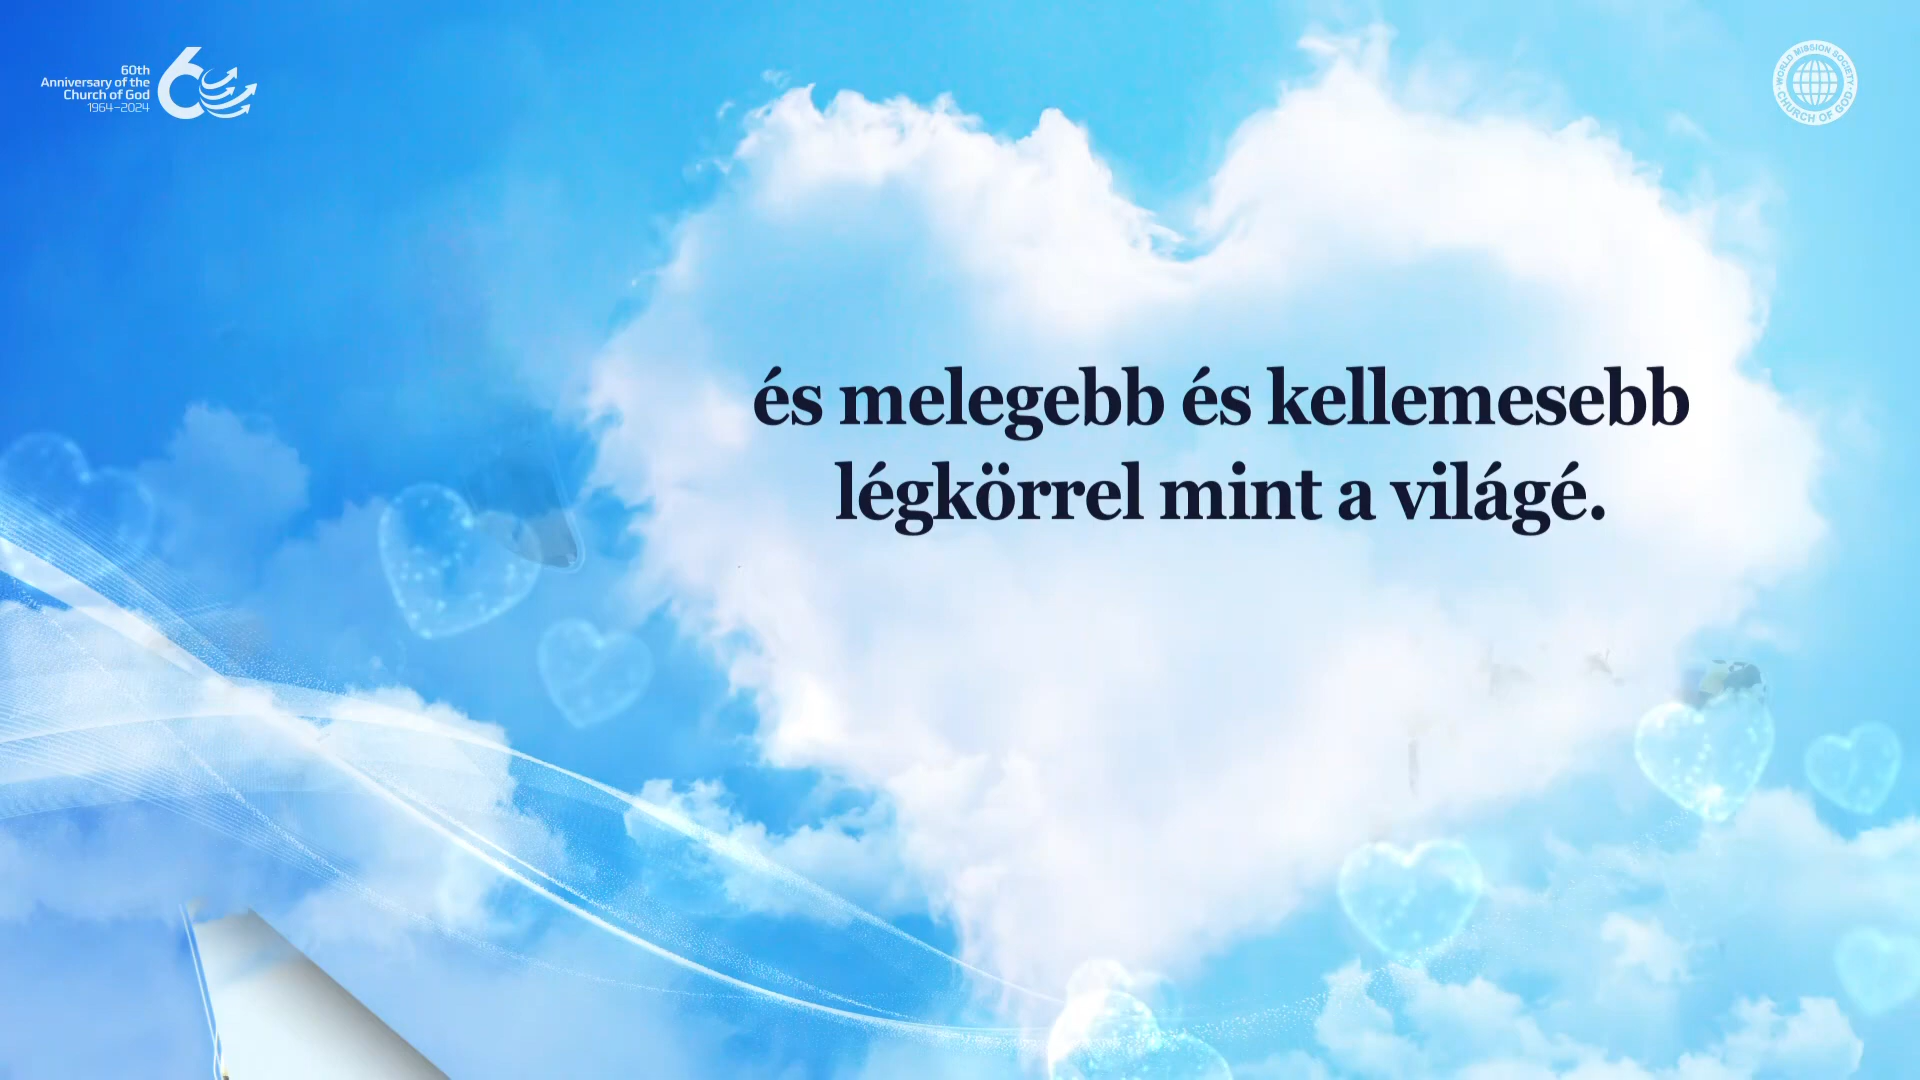 60th
Anniversary of the
Church of God
1964–2024
WORLD MISSION SOCIETY
CHURCH OF GOD
és melegebb és kellemesebb
légkörrel mint a világé.